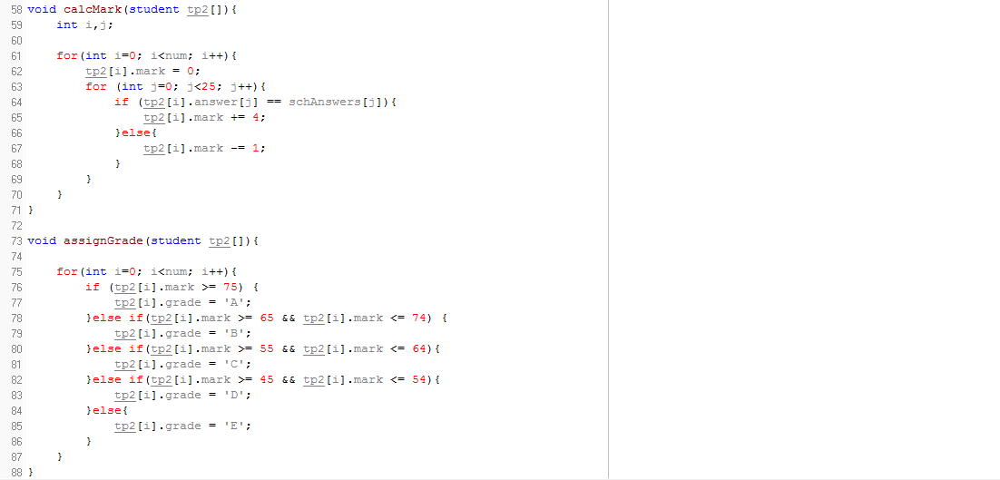 58 void calcMark(student tp2[]){
59     int i,j;
60
61     for(int i=0; i<num; i++){
62         tp2[i].mark = 0;
63         for (int j=0; j<25; j++){
64             if (tp2[i].answer[j] == schAnswers[j]){
65                 tp2[i].mark += 4;
66             }else{
67                 tp2[i].mark -= 1;
68             }
69         }
70     }
71 }
72
73 void assignGrade(student tp2[]){
74
75     for(int i=0; i<num; i++){
76         if (tp2[i].mark >= 75) {
77             tp2[i].grade = 'A';
78         }else if(tp2[i].mark >= 65 && tp2[i].mark <= 74) {
79             tp2[i].grade = 'B';
80         }else if(tp2[i].mark >= 55 && tp2[i].mark <= 64){
81             tp2[i].grade = 'C';
82         }else if(tp2[i].mark >= 45 && tp2[i].mark <= 54){
83             tp2[i].grade = 'D';
84         }else{
85             tp2[i].grade = 'E';
86         }
87     }
88 }